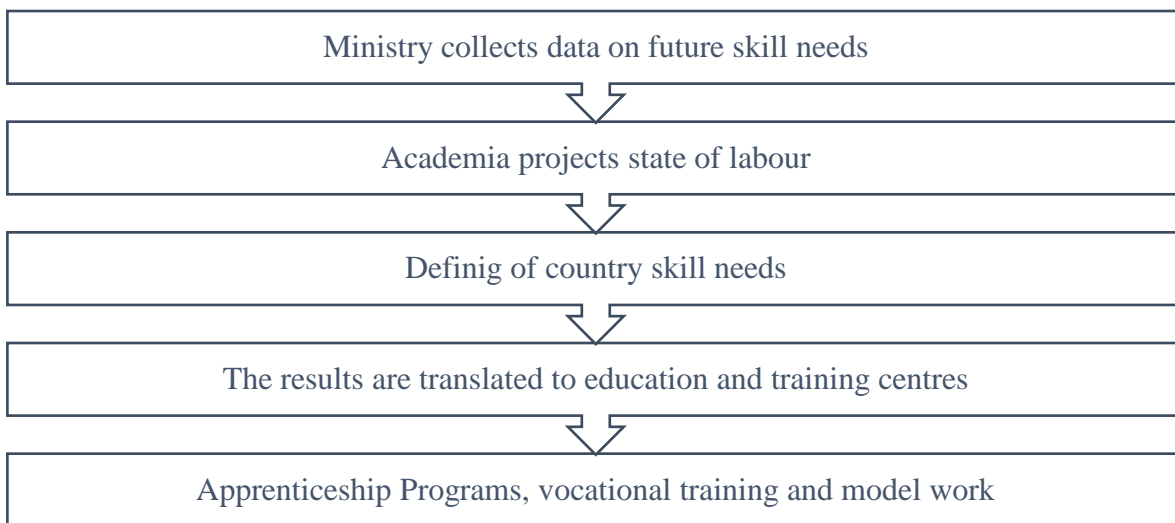 Ministry collects data on future skill needs
Academia projects state of labour
Definig of country skill needs
The results are translated to education and training centres
Apprenticeship Programs, vocational training and model work